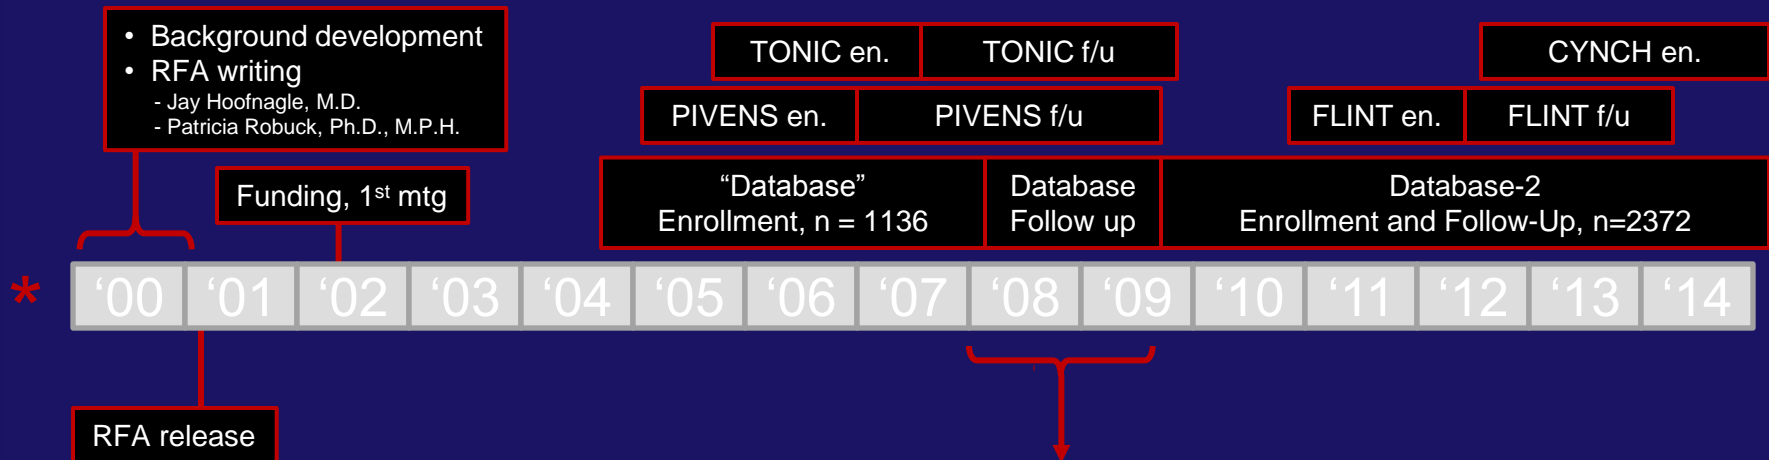 • Background development
• RFA writing
- Jay Hoofnagle, M.D.
- Patricia Robuck, Ph.D., M.P.H.
TONIC en.
TONIC f/u
CYNCH en.
PIVENS en.
PIVENS f/u
FLINT en.
FLINT f/u
Funding, 1st mtg
“Database”
Enrollment, n = 1136
Database
Follow up
Database-2
Enrollment and Follow-Up, n=2372
* ‘00 ‘01 ‘02 ‘03 ‘04 ‘05 ‘06 ‘07 ‘08 ‘09 ‘10 ‘11 ‘12 ‘13 ‘14
RFA release